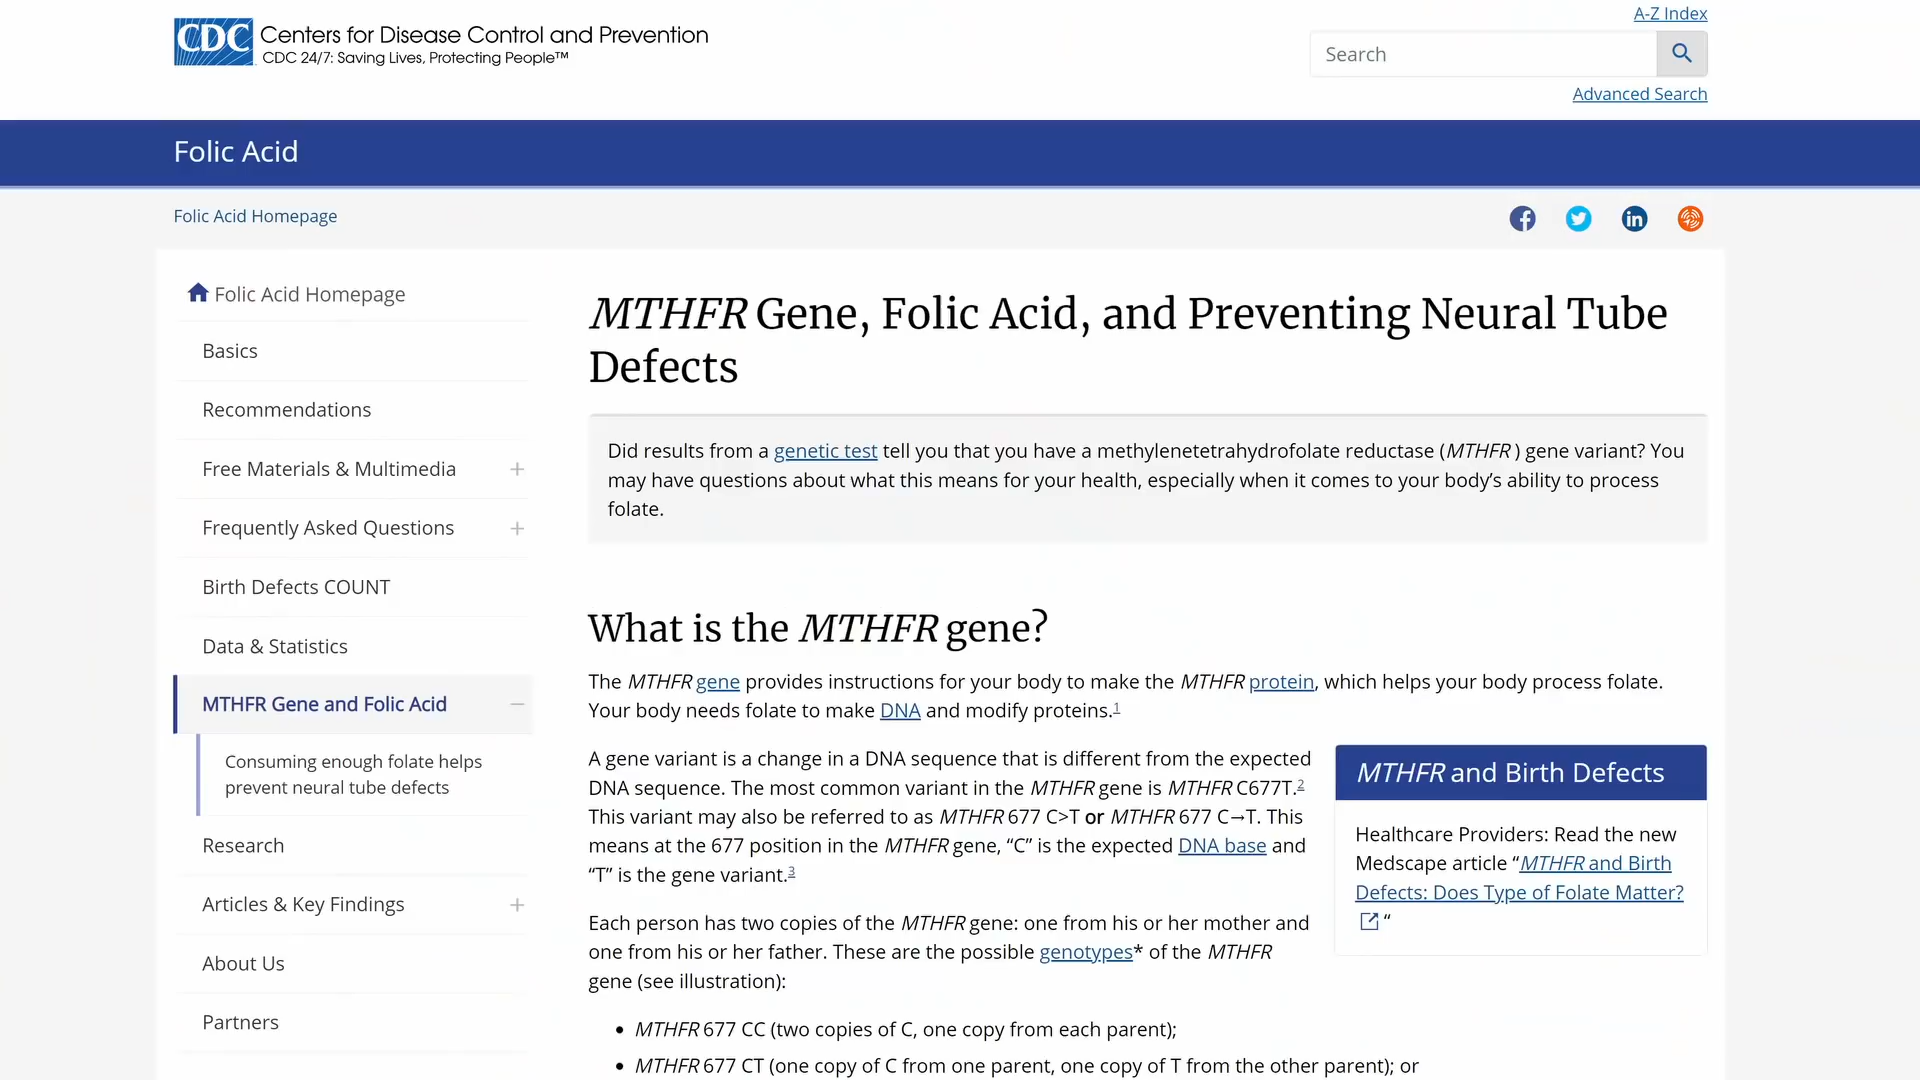 CDC
Centers for Disease Control and Prevention
CDC 24/7: Saving Lives, Protecting People™
A-Z Index
Search
Advanced Search
Folic Acid
Folic Acid Homepage
Folic Acid Homepage
Basics
Recommendations
Free Materials & Multimedia
Frequently Asked Questions
Birth Defects COUNT
Data & Statistics
MTHFR Gene and Folic Acid
Consuming enough folate helps
prevent neural tube defects
Research
Articles & Key Findings
About Us
Partners
MTHFR Gene, Folic Acid, and Preventing Neural Tube
Defects
Did results from a genetic test tell you that you have a methylenetetrahydrofolate reductase (MTHFR ) gene variant? You
may have questions about what this means for your health, especially when it comes to your body’s ability to process
folate.
What is the MTHFR gene?
The MTHFR gene provides instructions for your body to make the MTHFR protein, which helps your body process folate.
Your body needs folate to make DNA and modify proteins.1
A gene variant is a change in a DNA sequence that is different from the expected
DNA sequence. The most common variant in the MTHFR gene is MTHFR C677T.2
This variant may also be referred to as MTHFR 677 C>T or MTHFR 677 C→T. This
means at the 677 position in the MTHFR gene, “C” is the expected DNA base and
“T” is the gene variant.3
Each person has two copies of the MTHFR gene: one from his or her mother and
one from his or her father. These are the possible genotypes* of the MTHFR
gene (see illustration):
• MTHFR 677 CC (two copies of C, one copy from each parent);
• MTHFR 677 CT (one copy of C from one parent, one copy of T from the other parent); or
MTHFR and Birth Defects
Healthcare Providers: Read the new
Medscape article “MTHFR and Birth
Defects: Does Type of Folate Matter?
“